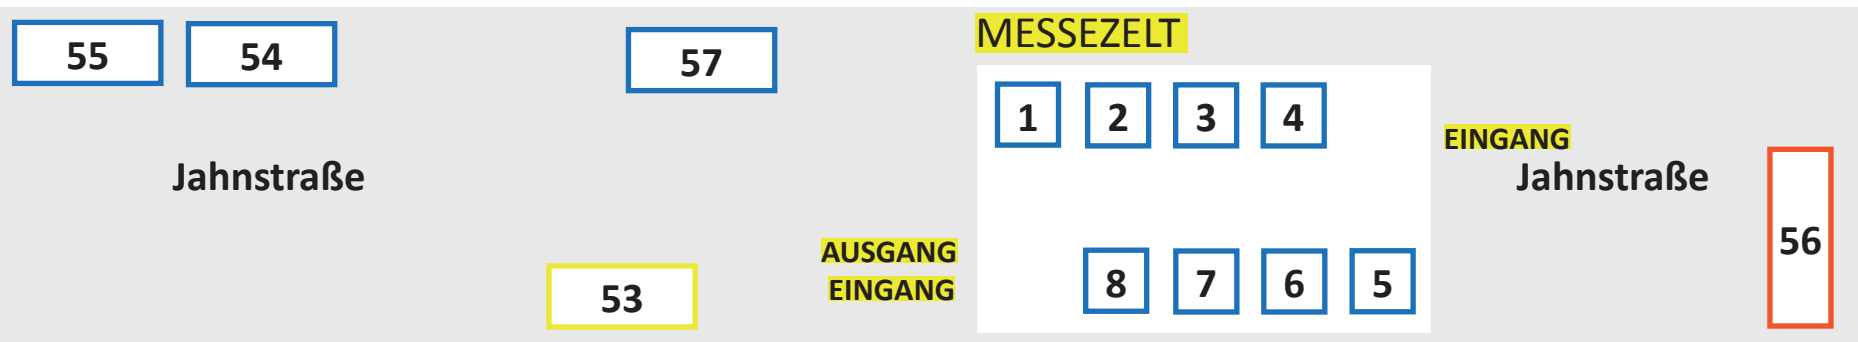 55 54 57 MESSEZELT
1 2 3 4
EINGANG
Jahnstraße Jahnstraße
56
AUSGANG
EINGANG
53
8 7 6 5